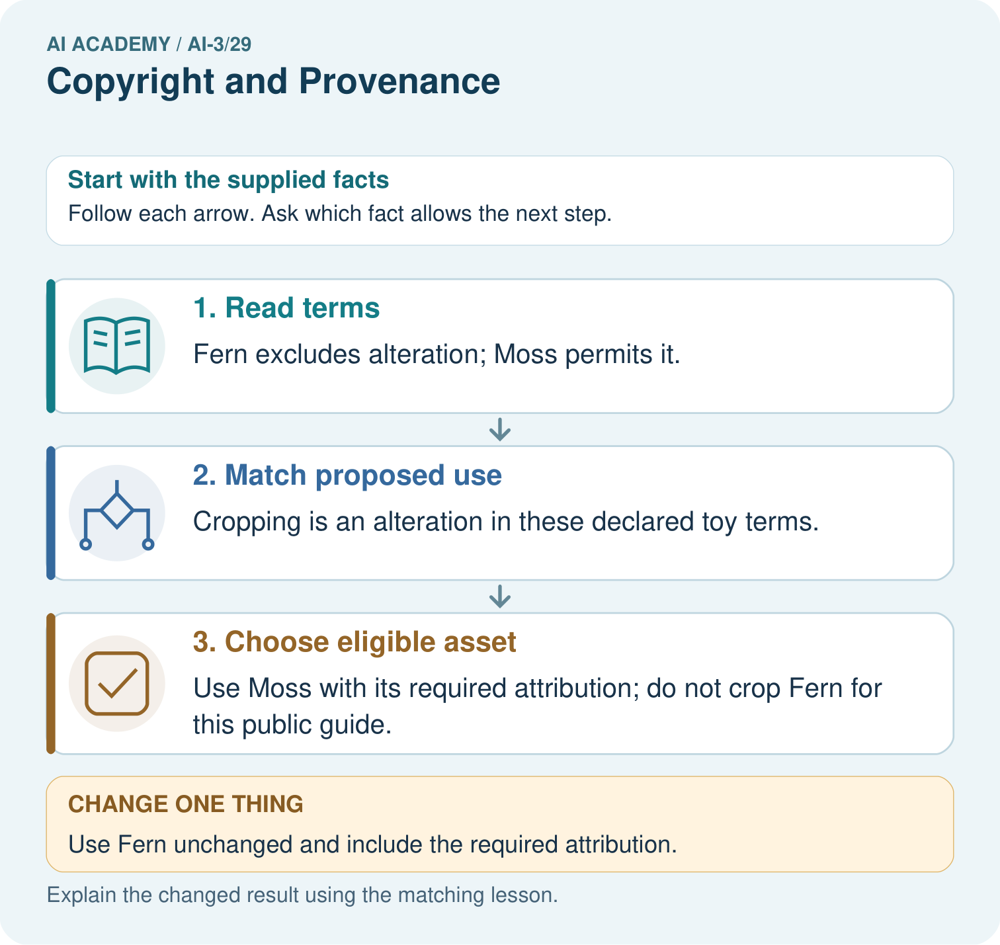 AI ACADEMY / AI-3/29
Copyright and Provenance
Start with the supplied facts
Follow each arrow. Ask which fact allows the next step.
1. Read terms
Fern excludes alteration; Moss permits it.
2. Match proposed use
Cropping is an alteration in these declared toy terms.
3. Choose eligible asset
Use Moss with its required attribution; do not crop Fern for
this public guide.
CHANGE ONE THING
Use Fern unchanged and include the required attribution.
Explain the changed result using the matching lesson.